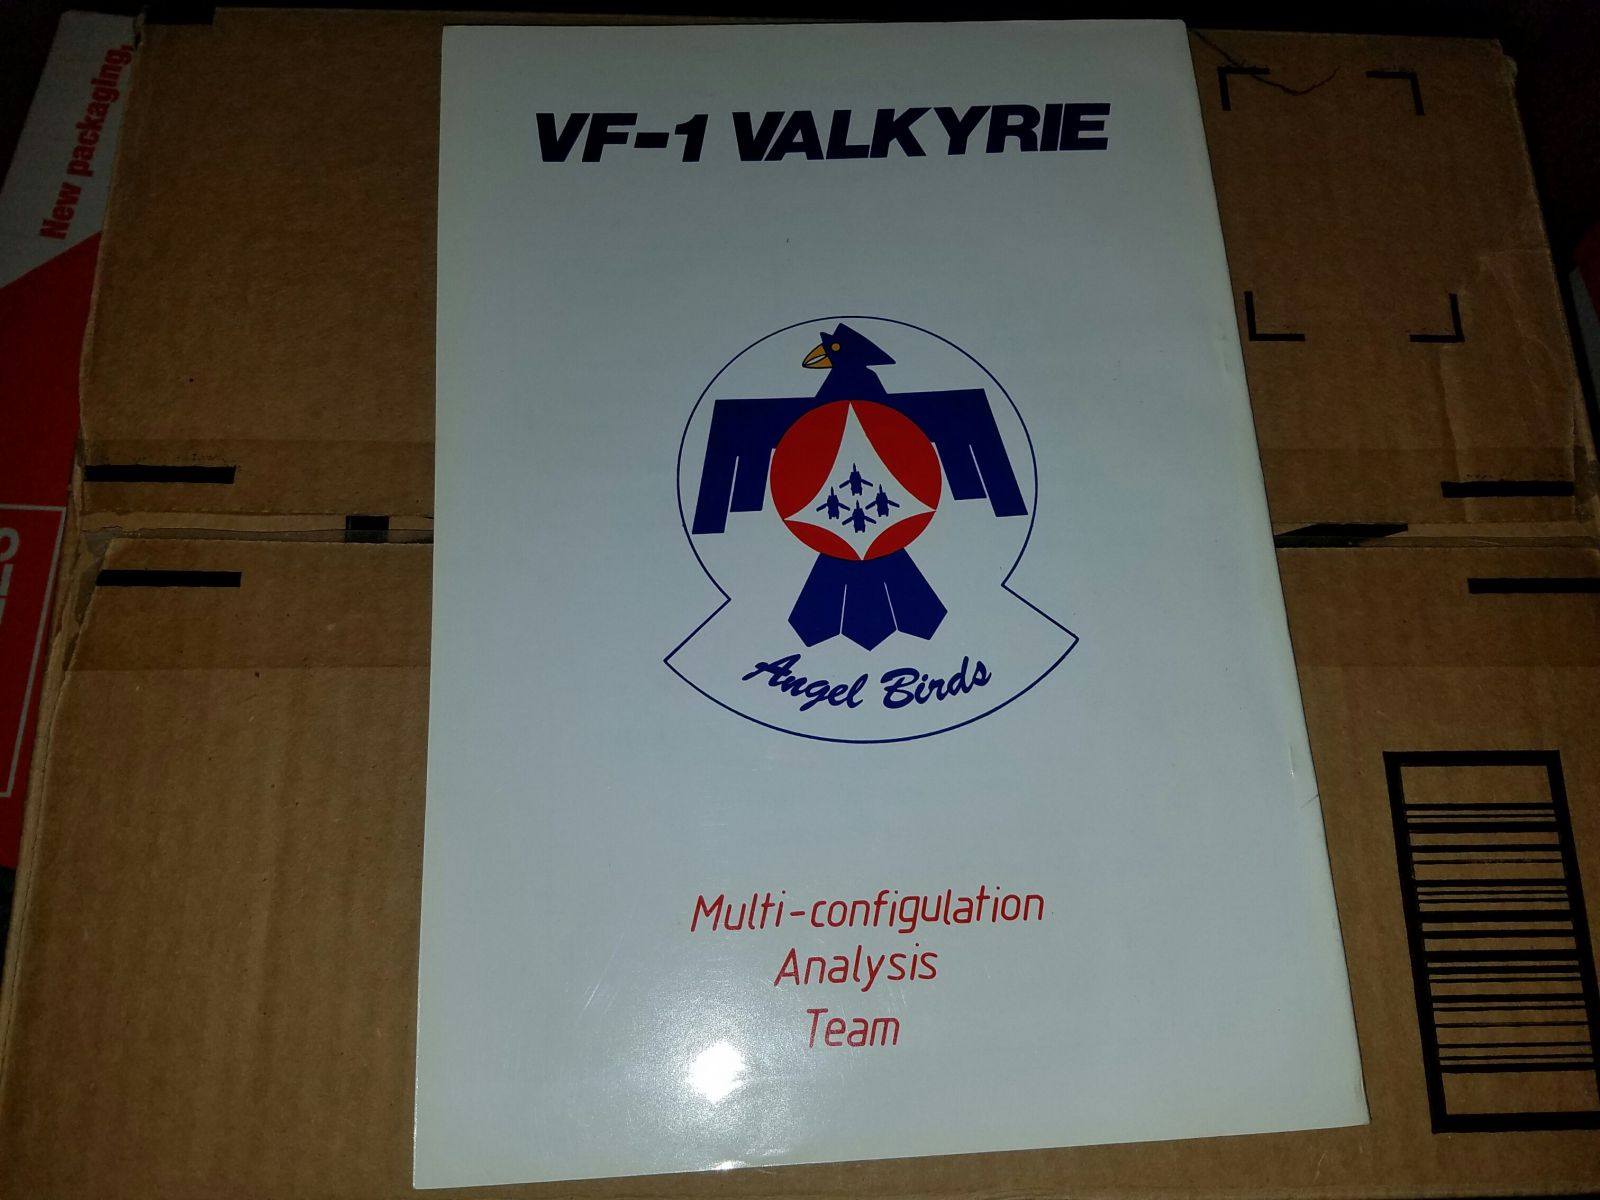 New packaging,
VF-1 VALKYRIE
Angel Birds
Multi-configulation
Analysis
Team